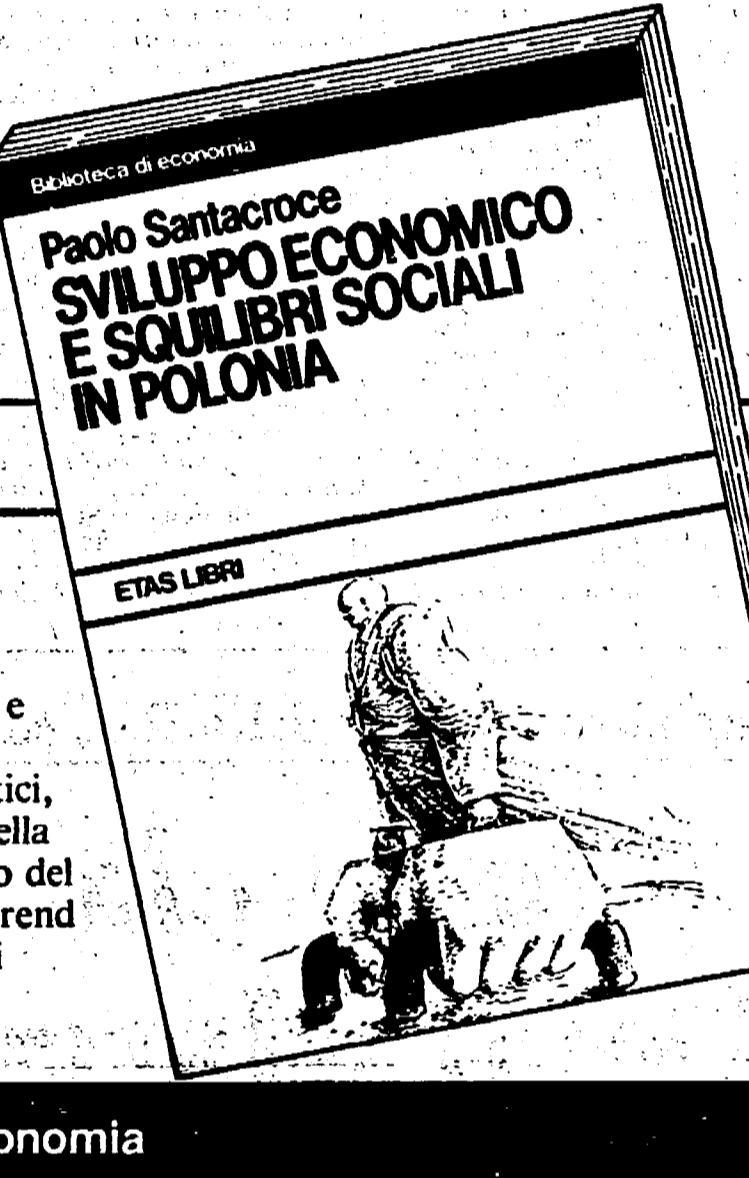 Biblioteca di economia
Paolo Santacroce
SVILUPPO ECONOMICO
E SQUILIBRI SOCIALI
IN POLONIA
ETAS LIBRI
e
tici,
ella
o del
rend
i
onomia